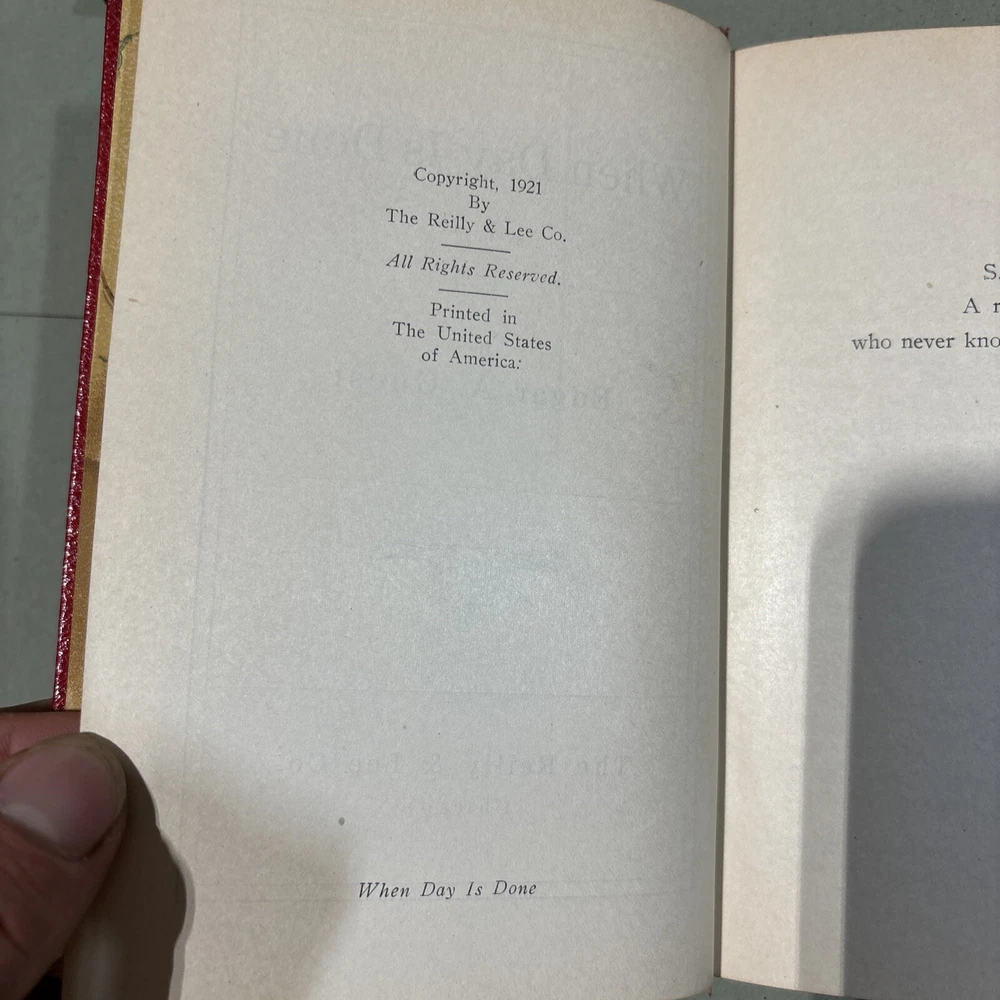 Copyright, 1921
By
The Reilly & Lee Co.
All Rights Reserved.
Printed in
The United States
of America:
When Day Is Done
A
who never